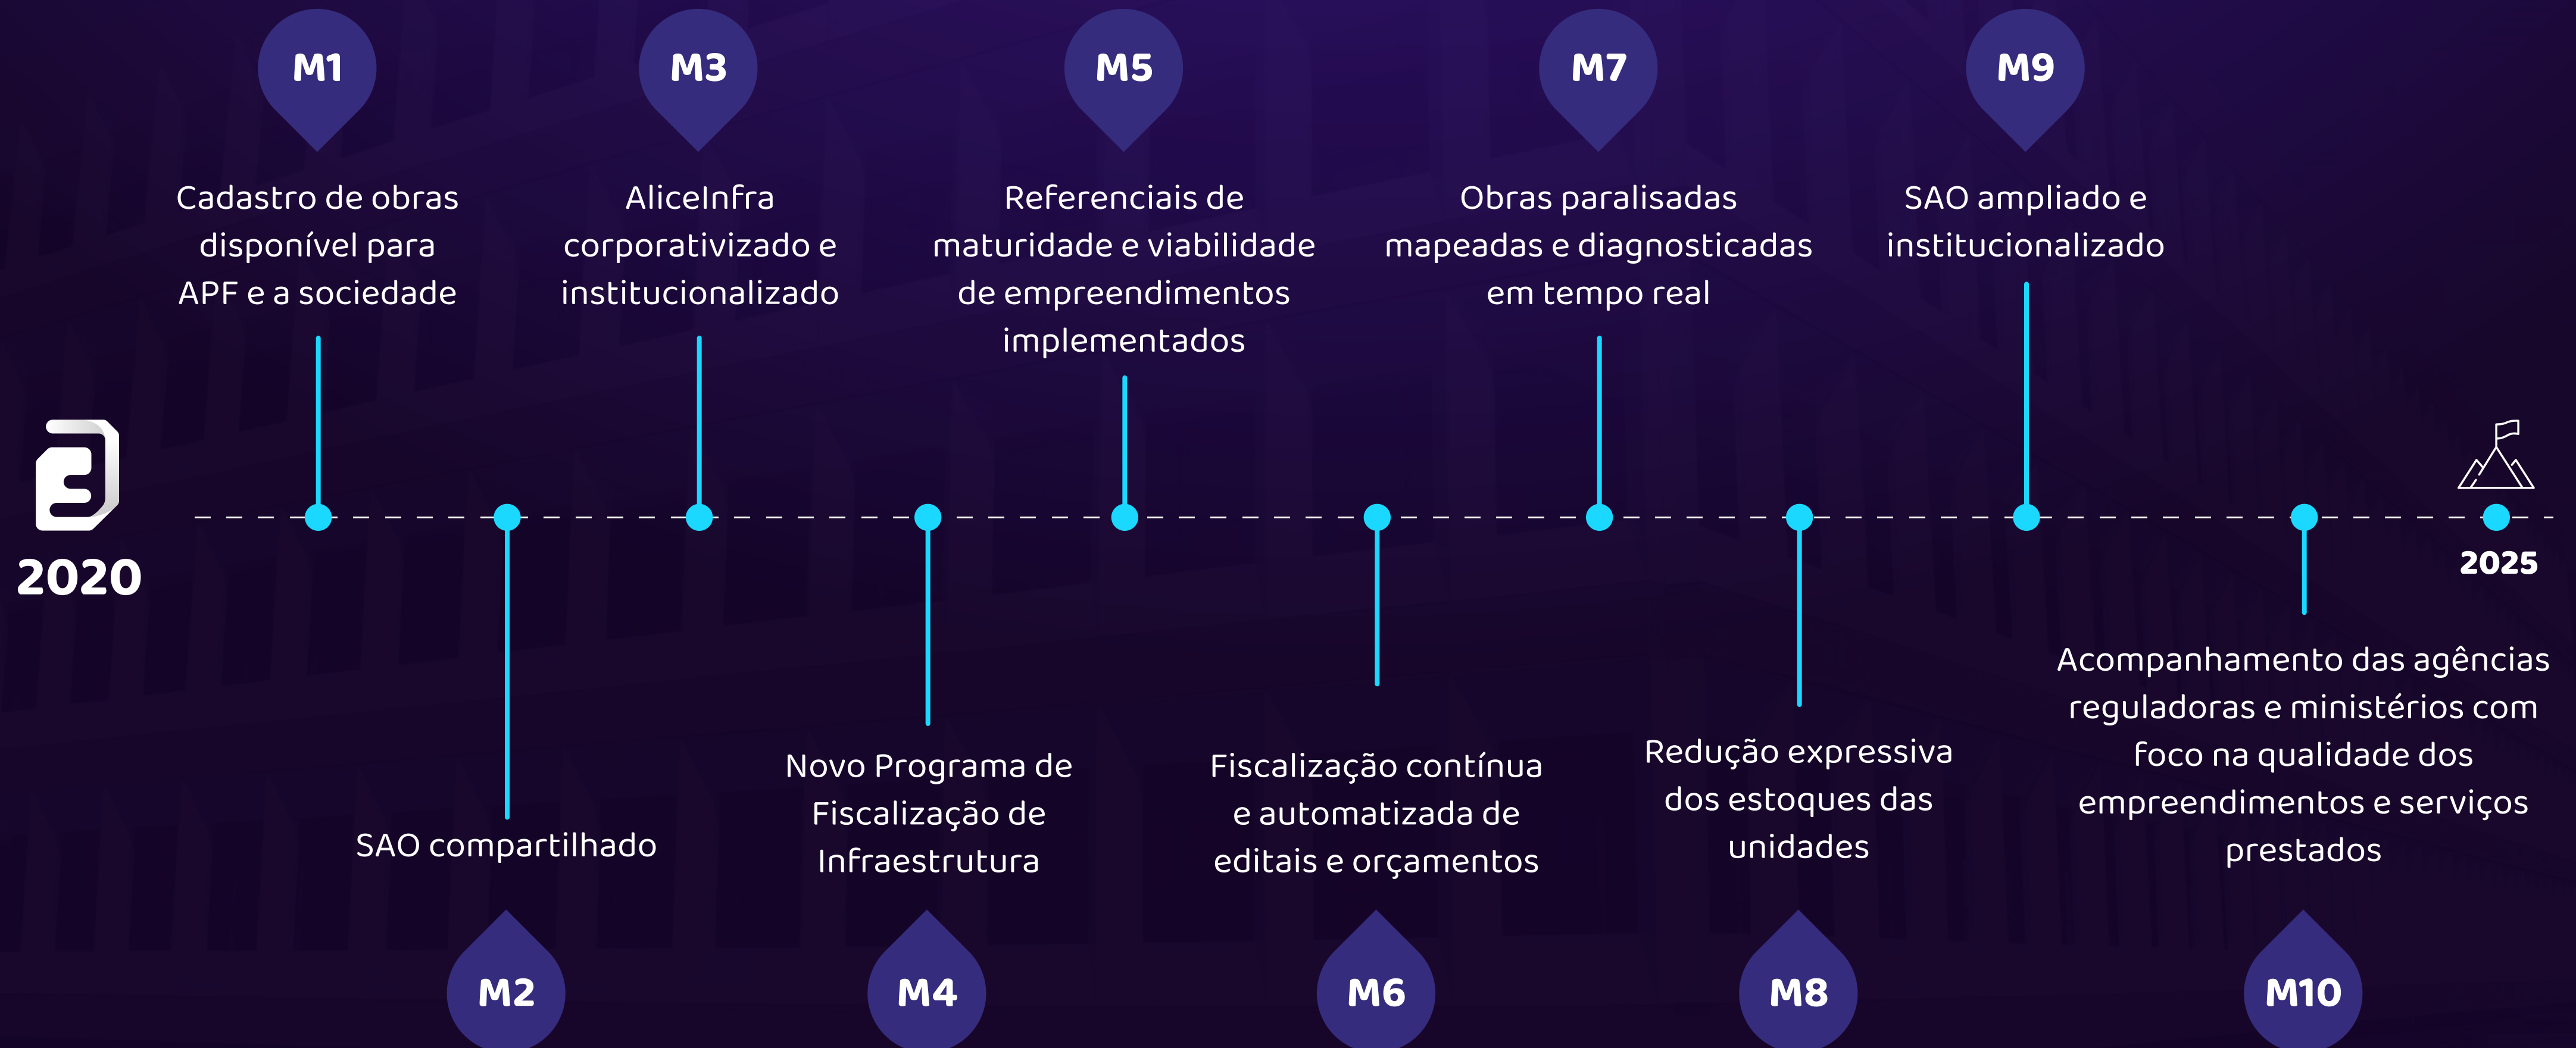 M1
Cadastro de obras
disponível para
APF e a sociedade
M3
AliceInfra
corporativizado e
institucionalizado
M5
Referenciais de
maturidade e viabilidade
de empreendimentos
implementados
M7
Obras paralisadas
mapeadas e diagnosticadas
em tempo real
M9
SAO ampliado e
institucionalizado
2020
2025
SAO compartilhado
M2
Novo Programa de
Fiscalização de
Infraestrutura
M4
Fiscalização contínua
e automatizada de
editais e orçamentos
M6
Redução expressiva
dos estoques das
unidades
M8
Acompanhamento das agências
reguladoras e ministérios com
foco na qualidade dos
empreendimentos e serviços
prestados
M10